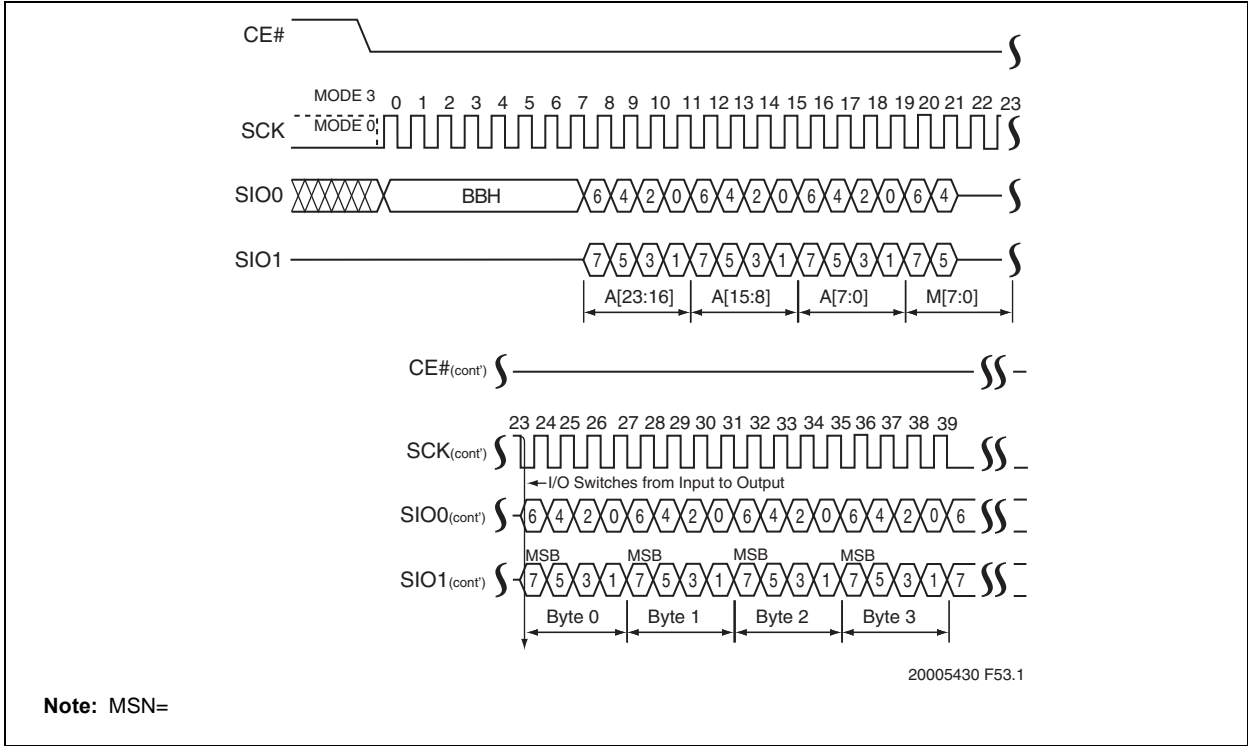 CE#
MODE 3
0 1 2 3 4 5 6 7 8 9 10 11 12 13 14 15 16 17 18 19 20 21 22 23
SCK MODE 0
SIO0 BBH 6 4 2 0 6 4 2 0 6 4 2 0 6 4
SIO1 7 5 3 1 7 5 3 1 7 5 3 1 7 5
A[23:16] A[15:8] A[7:0] M[7:0]
CE#(cont')
23 24 25 26 27 28 29 30 31 32 33 34 35 36 37 38 39
SCK(cont')
I/O Switches from Input to Output
SIO0(cont') 6 4 2 0 6 4 2 0 6 4 2 0 6 4 2 0 6
MSB MSB MSB MSB
SIO1(cont') 7 5 3 1 7 5 3 1 7 5 3 1 7 5 3 1 7
Byte 0 Byte 1 Byte 2 Byte 3
20005430 F53.1
Note: MSN=